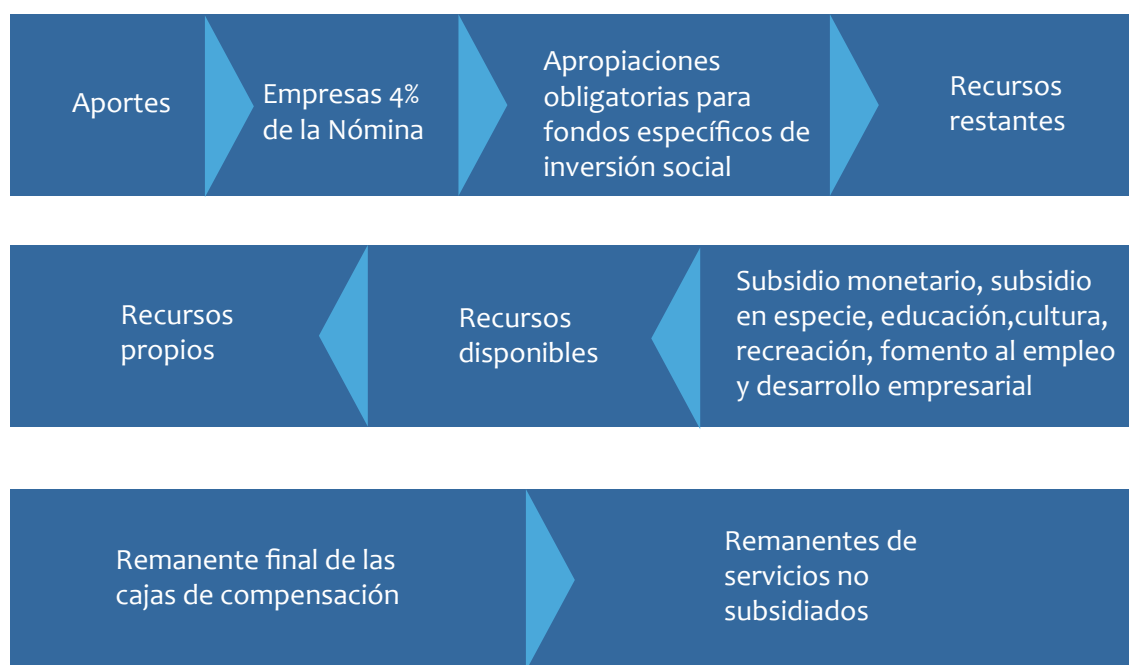 Aportes
Empresas 4%
de la Nómina
Apropiaciones
obligatorias para
fondos específicos de
inversión social
Recursos
restantes
Recursos
propios
Recursos
disponibles
Subsidio monetario, subsidio
en especie, educación,cultura,
recreación, fomento al empleo
y desarrollo empresarial
Remanente final de las
cajas de compensación
Remanentes de
servicios no
subsidiados